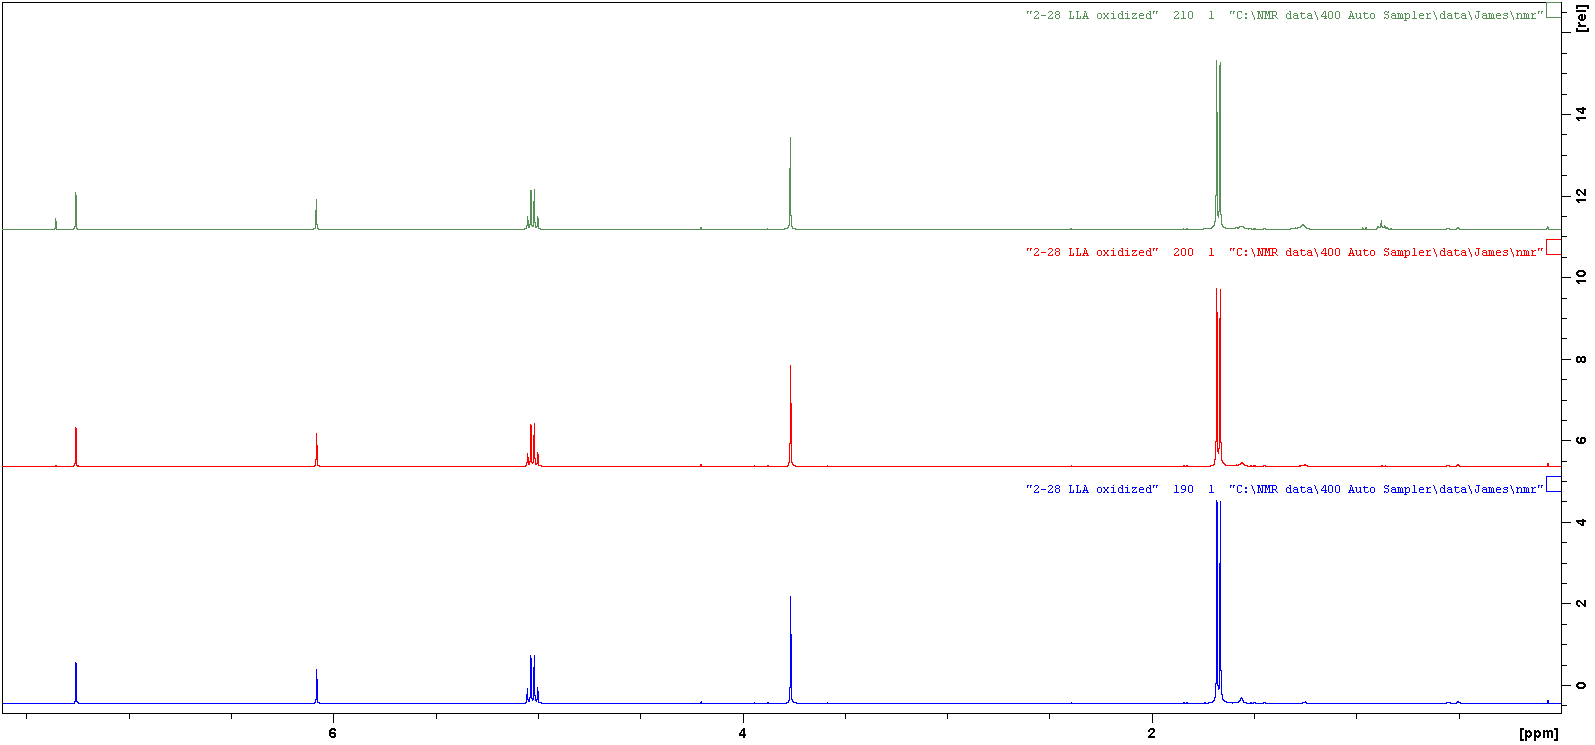 "2-28 LLA oxidized" 210 1 "C:\NMR data\400 Auto Sampler\data\James\nmr"
[rel]
14
12
"2-28 LLA oxidized" 200 1 "C:\NMR data\400 Auto Sampler\data\James\nmr"
10
8
6
"2-28 LLA oxidized" 190 1 "C:\NMR data\400 Auto Sampler\data\James\nmr"
4
2
0
6 4 2 [ppm]